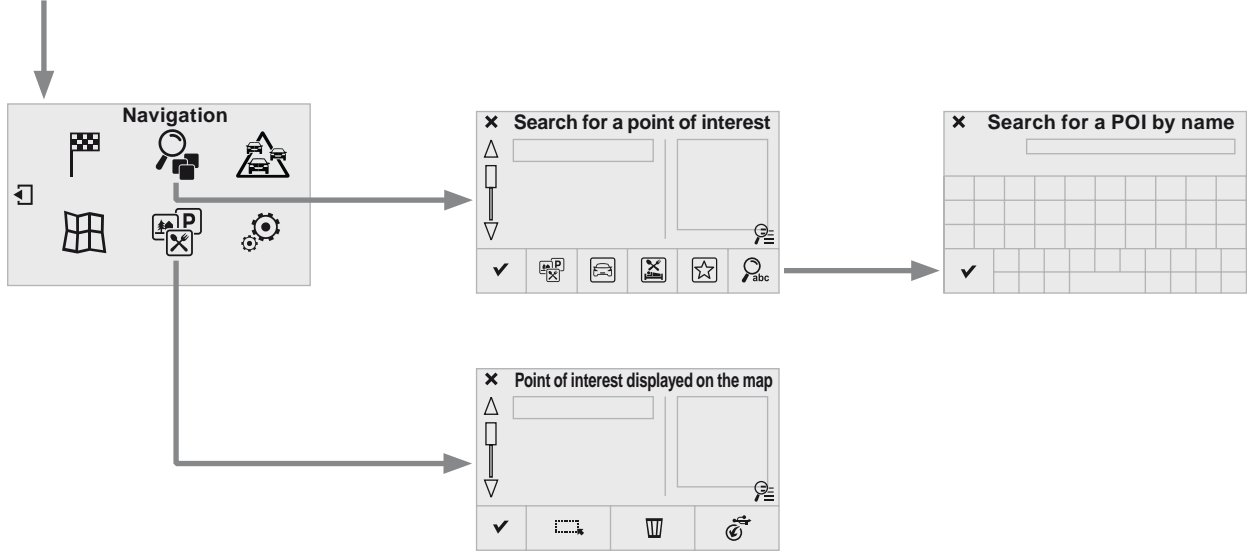 Navigation
P
Search for a point of interest
P
abc
Search for a POI by name
Point of interest displayed on the map